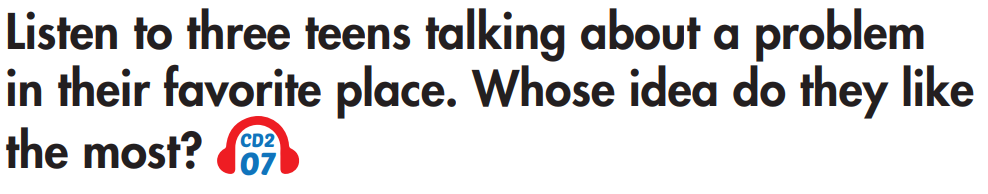 Listen to three teens talking about a problem
in their favorite place. Whose idea do they like
the most? CD2
07